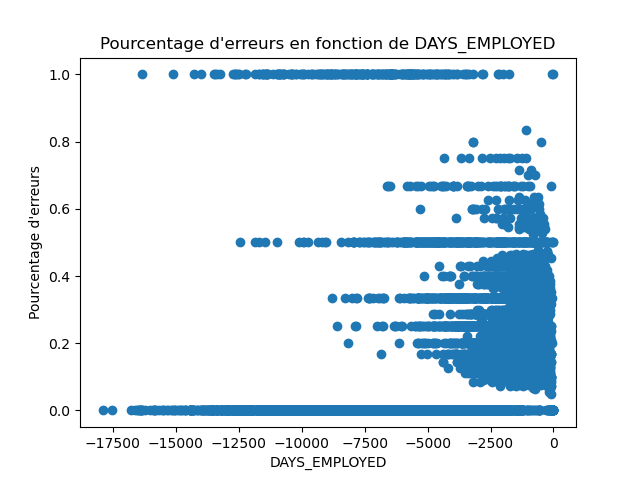 Pourcentage d'erreurs en fonction de DAYS_EMPLOYED
1.0
0.8
0.6
0.4
0.2
0.0
Pourcentage d'erreurs
−17500 −15000 −12500 −10000 −7500 −5000 −2500 0
DAYS_EMPLOYED